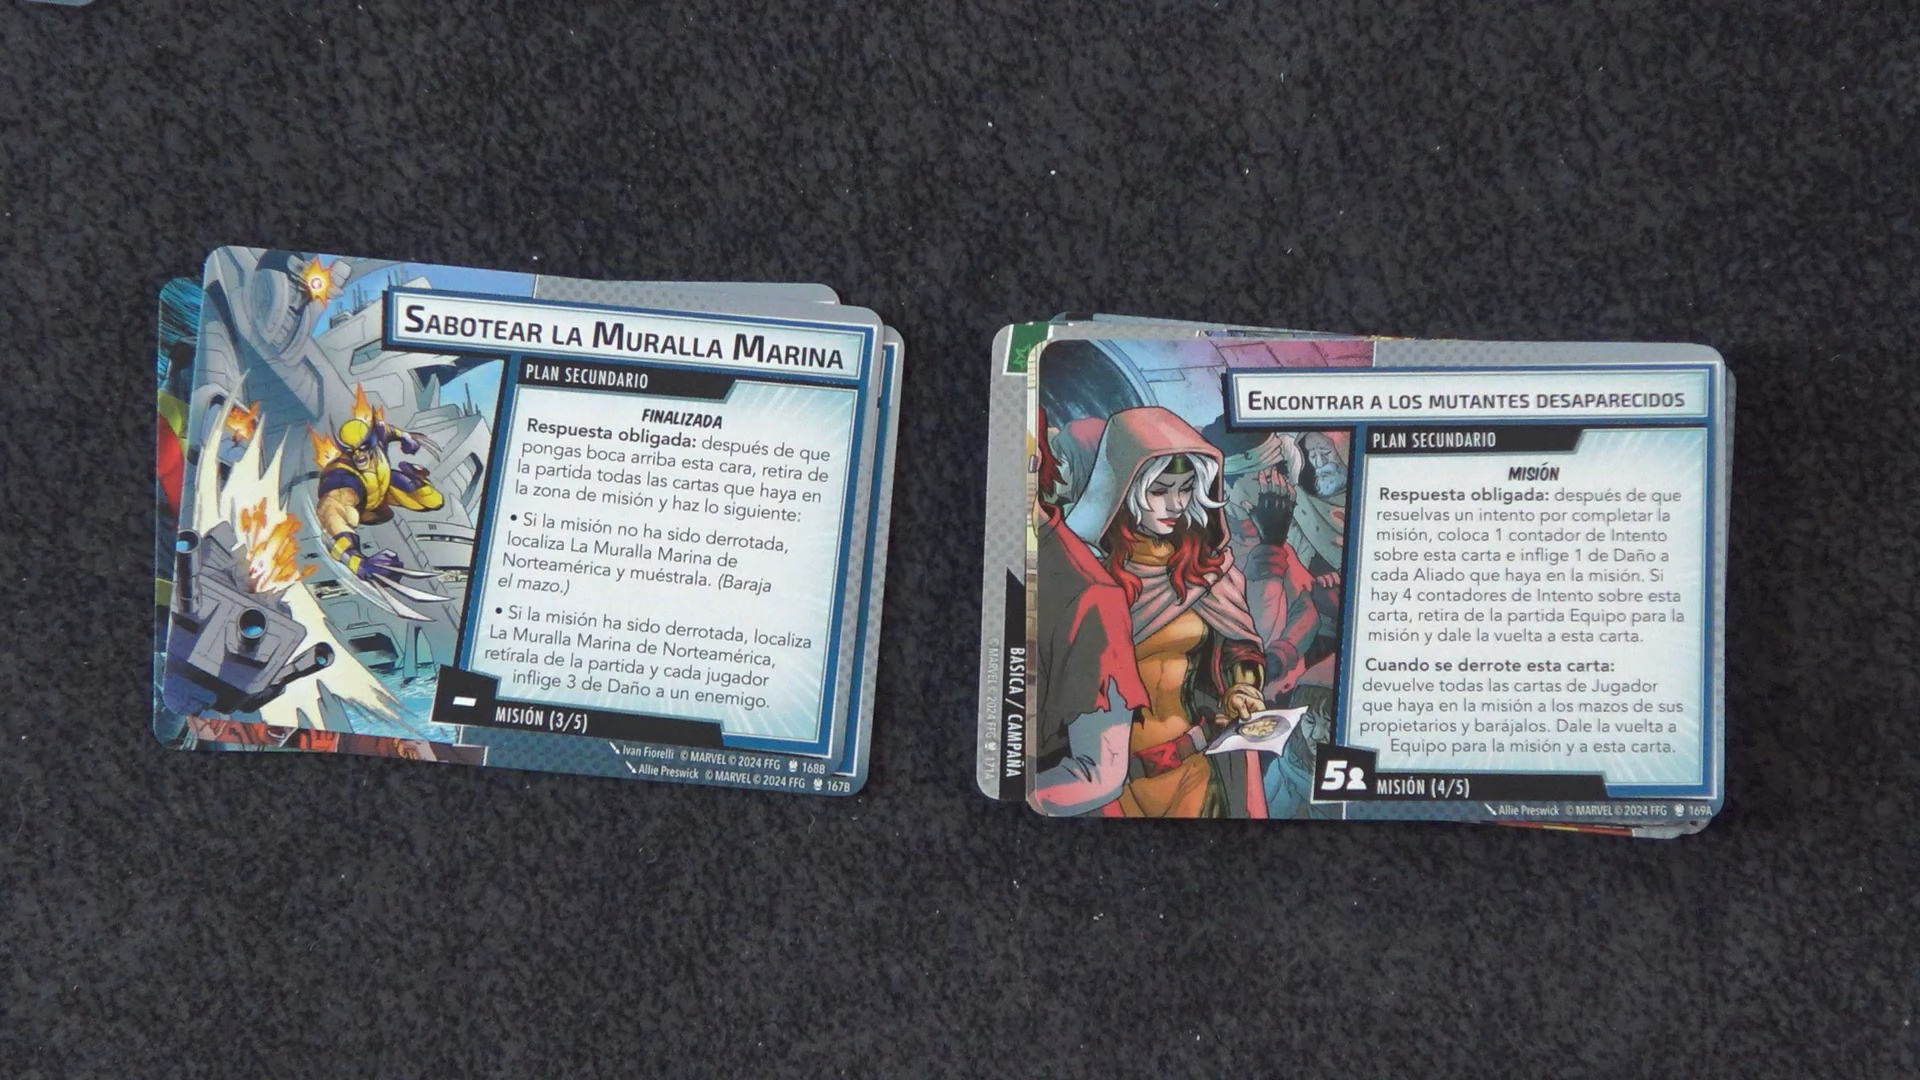 SABOTEAR LA MURALLA MARINA
PLAN SECUNDARIO
FINALIZADA
Respuesta obligada: después de que
pongas boca arriba esta cara, retira de
la partida todas las cartas que haya en
la zona de misión y haz lo siguiente:
• Si la misión no ha sido derrotada,
localiza La Muralla Marina de
Norteamérica y muéstrala. (Baraja
el mazo.)
• Si la misión ha sido derrotada, localiza
La Muralla Marina de Norteamérica,
retírala de la partida y cada jugador
inflige 3 de Daño a un enemigo.
–
MISIÓN (3/5)
Ivan Fiorelli © MARVEL © 2024 FFG 168B
Allie Preswick © MARVEL © 2024 FFG 167B
BÁSICA / CAMPAÑA
© MARVEL © 2024 FFG 171A
ENCONTRAR A LOS MUTANTES DESAPARECIDOS
PLAN SECUNDARIO
MISIÓN
Respuesta obligada: después de que
resuelvas un intento por completar la
misión, coloca 1 contador de Intento
sobre esta carta e inflige 1 de Daño a
cada Aliado que haya en la misión. Si
hay 4 contadores de Intento sobre esta
carta, retira de la partida Equipo para la
misión y dale la vuelta a esta carta.
Cuando se derrote esta carta:
devuelve todas las cartas de Jugador
que haya en la misión a los mazos de sus
propietarios y barájalos. Dale la vuelta a
Equipo para la misión y a esta carta.
5
MISIÓN (4/5)
Allie Preswick © MARVEL © 2024 FFG 169A